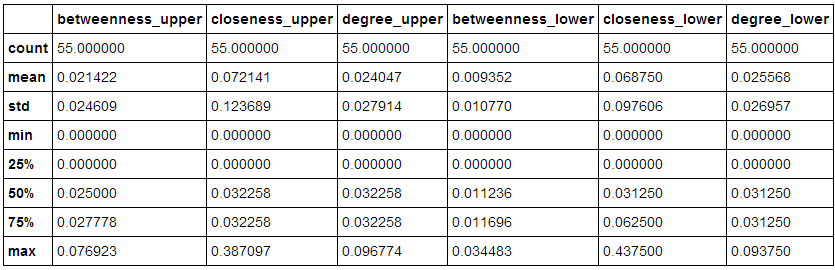 betweenness_upper closeness_upper degree_upper betweenness_lower closeness_lower degree_lower
count 55.000000 55.000000 55.000000 55.000000 55.000000 55.000000
mean 0.021422 0.072141 0.024047 0.009352 0.068750 0.025568
std 0.024609 0.123689 0.027914 0.010770 0.097606 0.026957
min 0.000000 0.000000 0.000000 0.000000 0.000000 0.000000
25% 0.000000 0.000000 0.000000 0.000000 0.000000 0.000000
50% 0.025000 0.032258 0.032258 0.011236 0.031250 0.031250
75% 0.027778 0.032258 0.032258 0.011696 0.062500 0.031250
max 0.076923 0.387097 0.096774 0.034483 0.437500 0.093750